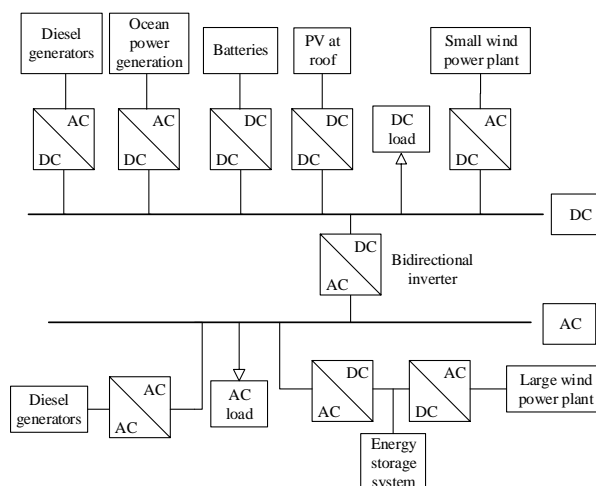 Diesel
generators
Ocean
power
generation
Batteries
PV at
roof
Small wind
power plant
AC
DC
AC
DC
DC
DC
DC
DC
DC
load
AC
DC
DC
DC
AC
Bidirectional
inverter
AC
Diesel
generators
AC
AC
AC
load
DC
AC
AC
DC
Large wind
power plant
Energy
storage
system